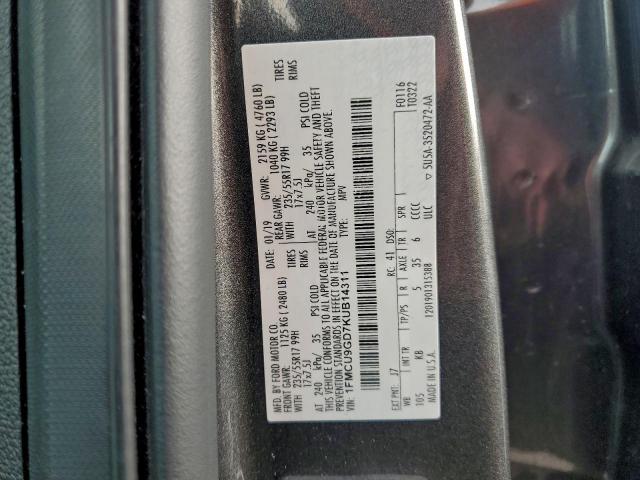 MFD. BY FORD MOTOR CO.
DATE: 01/19 GVWR: 2159 KG ( 4760 LB)
FRONT GAWR: 1125 KG ( 2480 LB) REAR GAWR: 1040 KG ( 2293 LB)
WITH 235/55R17 99H TIRES WITH 235/55R17 99H TIRES
17x7.5J RIMS 17x7.5J RIMS
AT 240 kPa/ 35 PSI COLD AT 240 kPa/ 35 PSI COLD
THIS VEHICLE CONFORMS TO ALL APPLICABLE FEDERAL MOTOR VEHICLE SAFETY AND THEFT
PREVENTION STANDARDS IN EFFECT ON THE DATE OF MANUFACTURE SHOWN ABOVE.
VIN: 1FMCU9GD7KUB14311 TYPE: MPV
F0116
T0322
EXT PNT: J7 RC: 41 DSO:
WB INT TR TP/PS R AXLE TR SPR
105 KB 5 35 6 CCCC
MADE IN U.S.A. 1201901315388 ULC
▽ 5U5A-3520472-AA